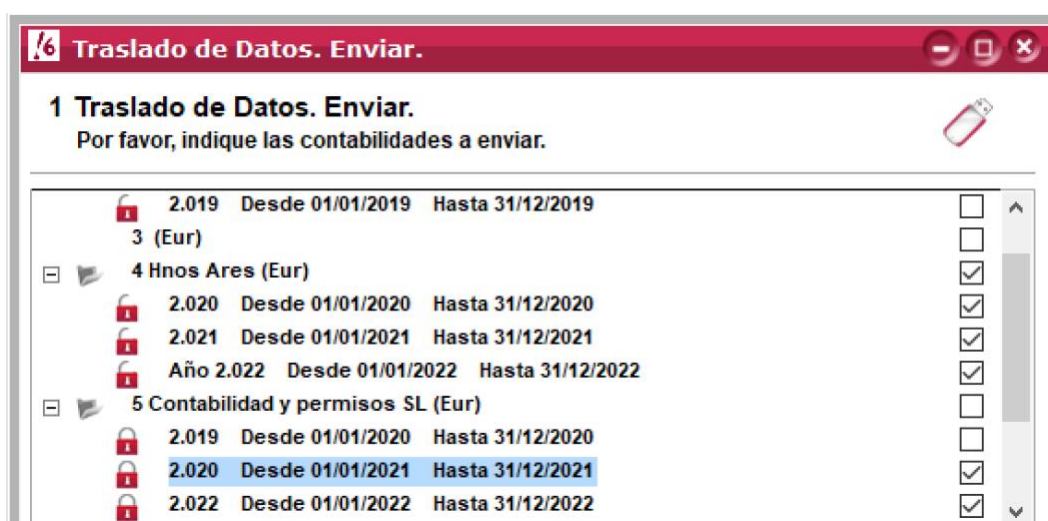 Traslado de Datos. Enviar.
1 Traslado de Datos. Enviar.
Por favor, indique las contabilidades a enviar.
2.019 Desde 01/01/2019 Hasta 31/12/2019
3 (Eur)
4 Hnos Ares (Eur)
2.020 Desde 01/01/2020 Hasta 31/12/2020
2.021 Desde 01/01/2021 Hasta 31/12/2021
Año 2.022 Desde 01/01/2022 Hasta 31/12/2022
5 Contabilidad y permisos SL (Eur)
2.019 Desde 01/01/2020 Hasta 31/12/2020
2.020 Desde 01/01/2021 Hasta 31/12/2021
2.022 Desde 01/01/2022 Hasta 31/12/2022